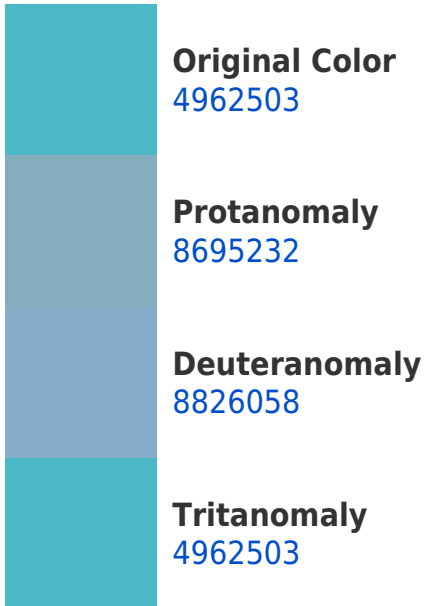 Original Color
4962503
Protanomaly
8695232
Deuteranomaly
8826058
Tritanomaly
4962503